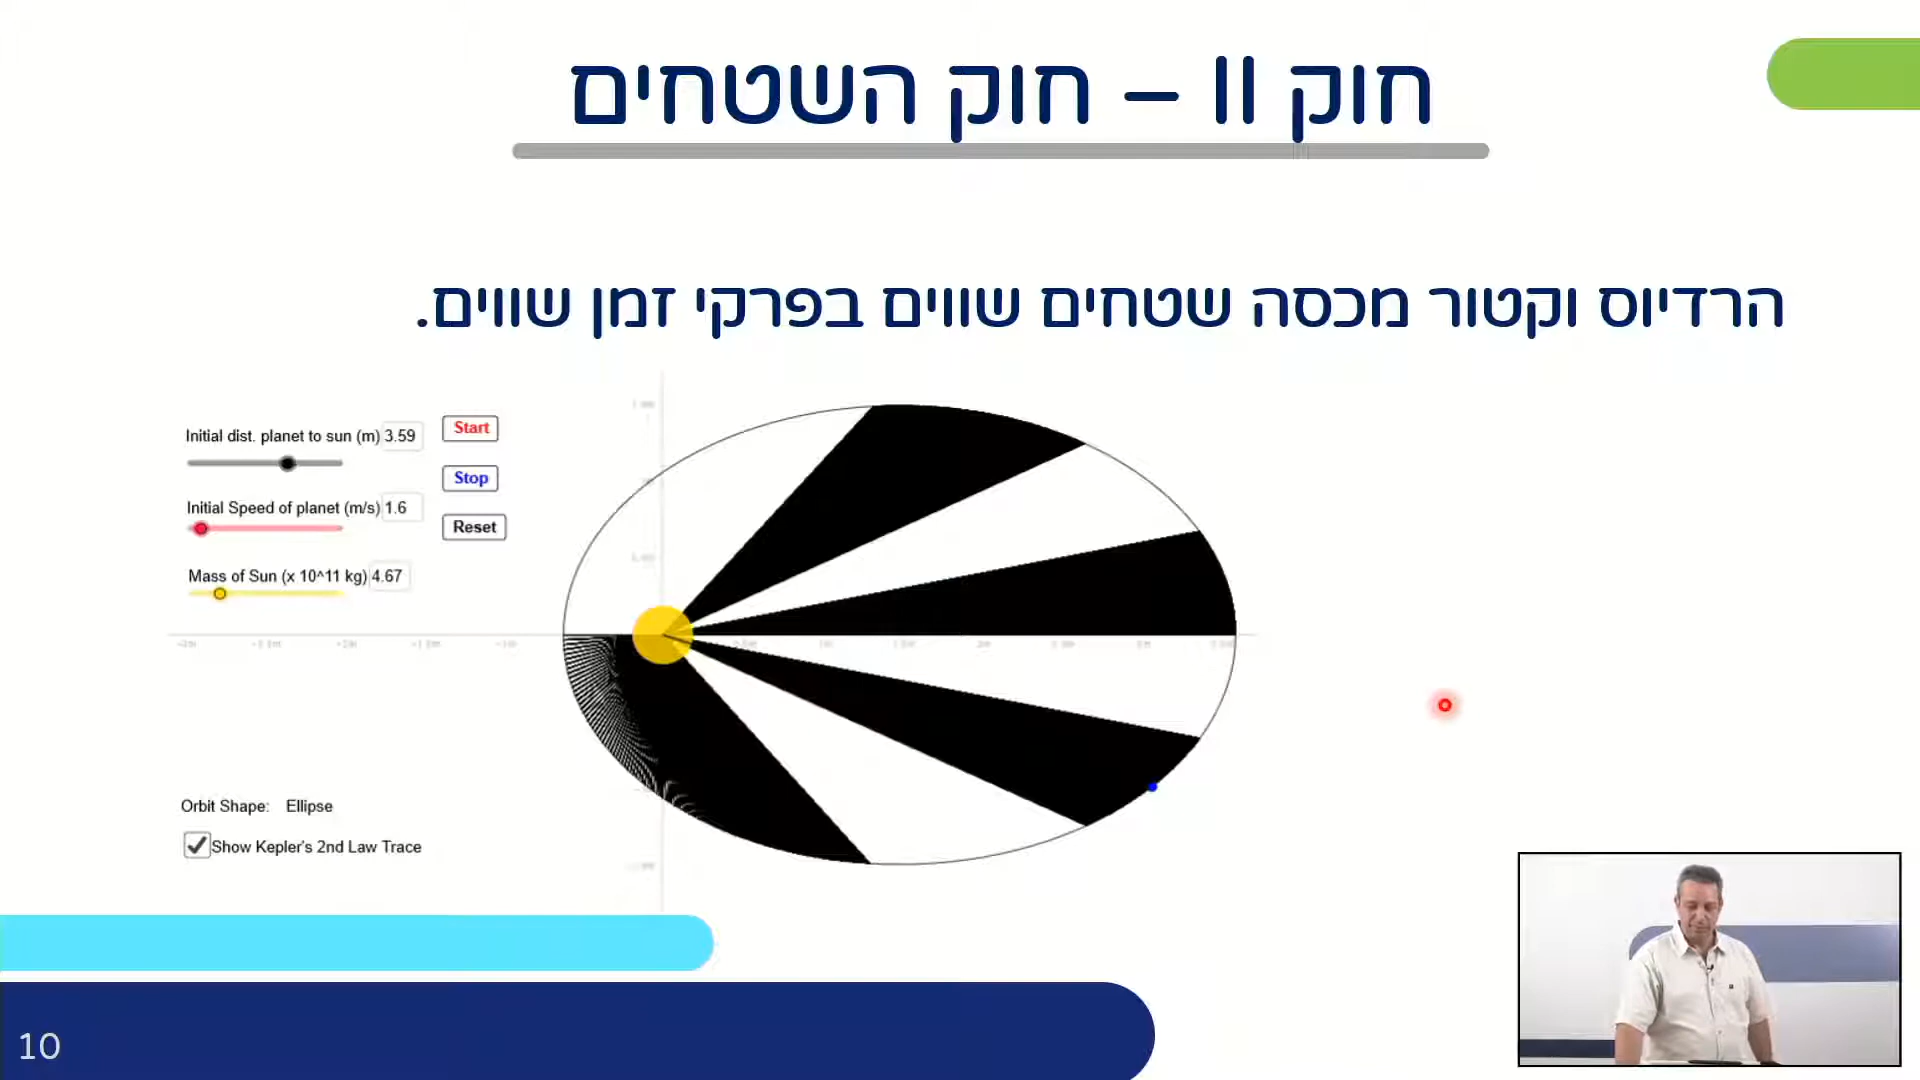 חוק II – חוק השטחים
הרדיוס וקטור מכסה שטחים שווים בפרקי זמן שווים.
Initial dist. planet to sun (m) 3.59
Start
Stop
Initial Speed of planet (m/s) 1.6
Reset
Mass of Sun (x 10^11 kg) 4.67
Orbit Shape: Ellipse
Show Kepler's 2nd Law Trace
10